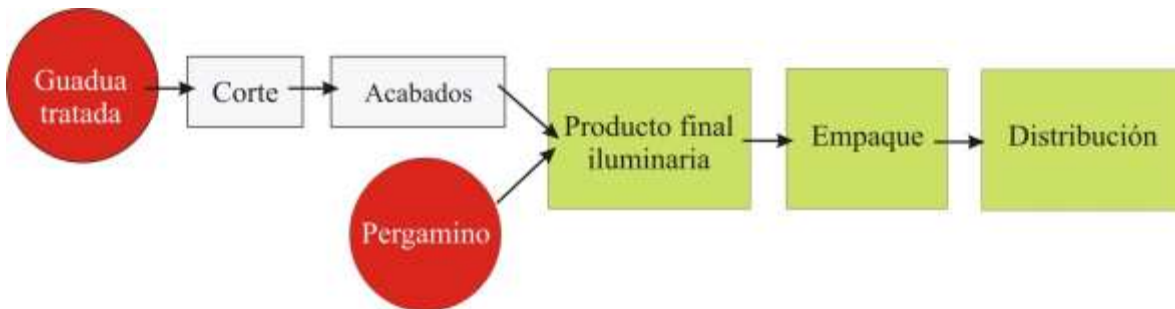 Guadua
tratada
Corte
Acabados
Producto final
iluminaria
Empaque
Distribución
Pergamino